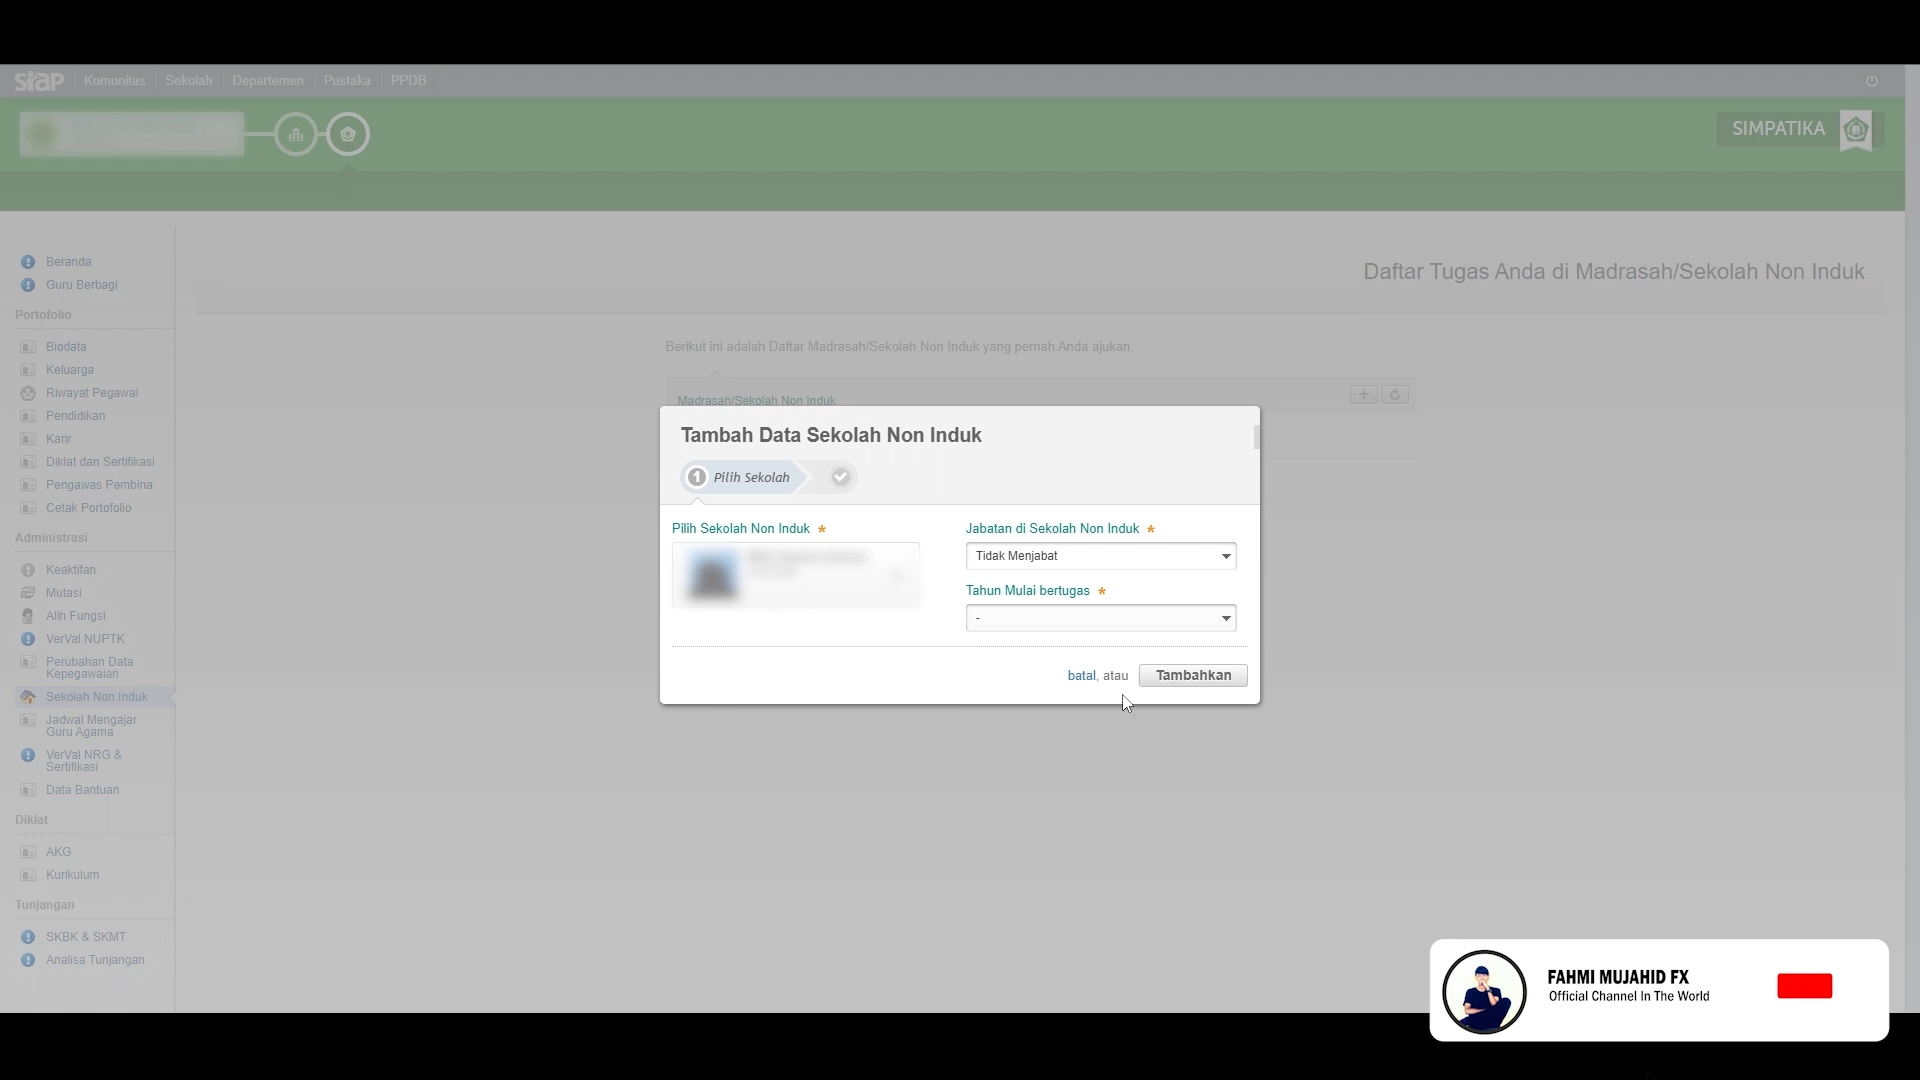 siap
Komunitas
Sekolah
Departemen
Pustaka
PPDB
SIMPATIKA
Beranda
Guru Berbagi
Portofolio
Biodata
Keluarga
Riwayat Pegawai
Pendidikan
Karir
Diklat dan Sertifikasi
Pengawas Pembina
Cetak Portofolio
Administrasi
Keaktifan
Mutasi
Alih Fungsi
VerVal NUPTK
Perubahan Data
Kepegawaian
Sekolah Non Induk
Jadwal Mengajar
Guru Agama
VerVal NRG &
Sertifikasi
Data Bantuan
Diklat
AKG
Kurikulum
Tunjangan
SKBK & SKMT
Analisa Tunjangan
Daftar Tugas Anda di Madrasah/Sekolah Non Induk
Berikut ini adalah Daftar Madrasah/Sekolah Non Induk yang pernah Anda ajukan.
Madrasah/Sekolah Non Induk
Tambah Data Sekolah Non Induk
1 Pilih Sekolah
Pilih Sekolah Non Induk *
Jabatan di Sekolah Non Induk *
Tidak Menjabat
Tahun Mulai bertugas *
-
batal, atau
Tambahkan
FAHMI MUJAHID FX
Official Channel In The World